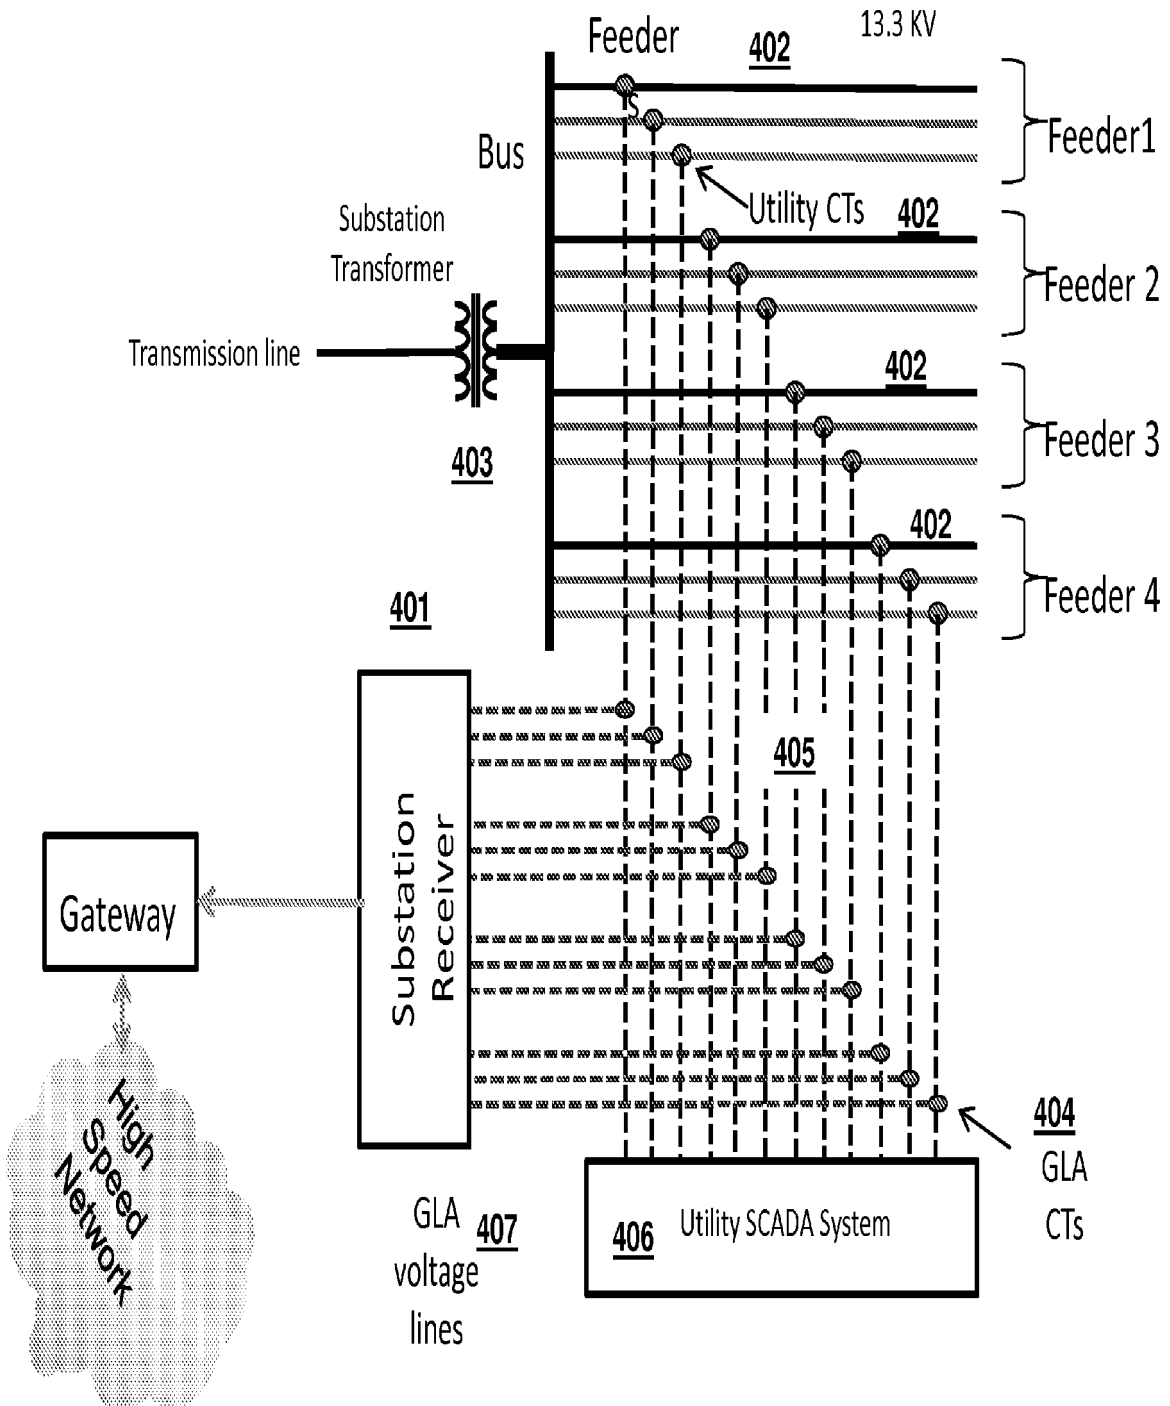 13.3 KV
Feeder
s
402
Feeder1
Bus
Utility CTs
402
Substation
Transformer
Feeder 2
Transmission line
402
Feeder 3
403
402
Feeder 4
401
405
Substation
Receiver
Gateway
High
Speed
Network
404
GLA
CTs
GLA
voltage
lines
407
406
Utility SCADA System